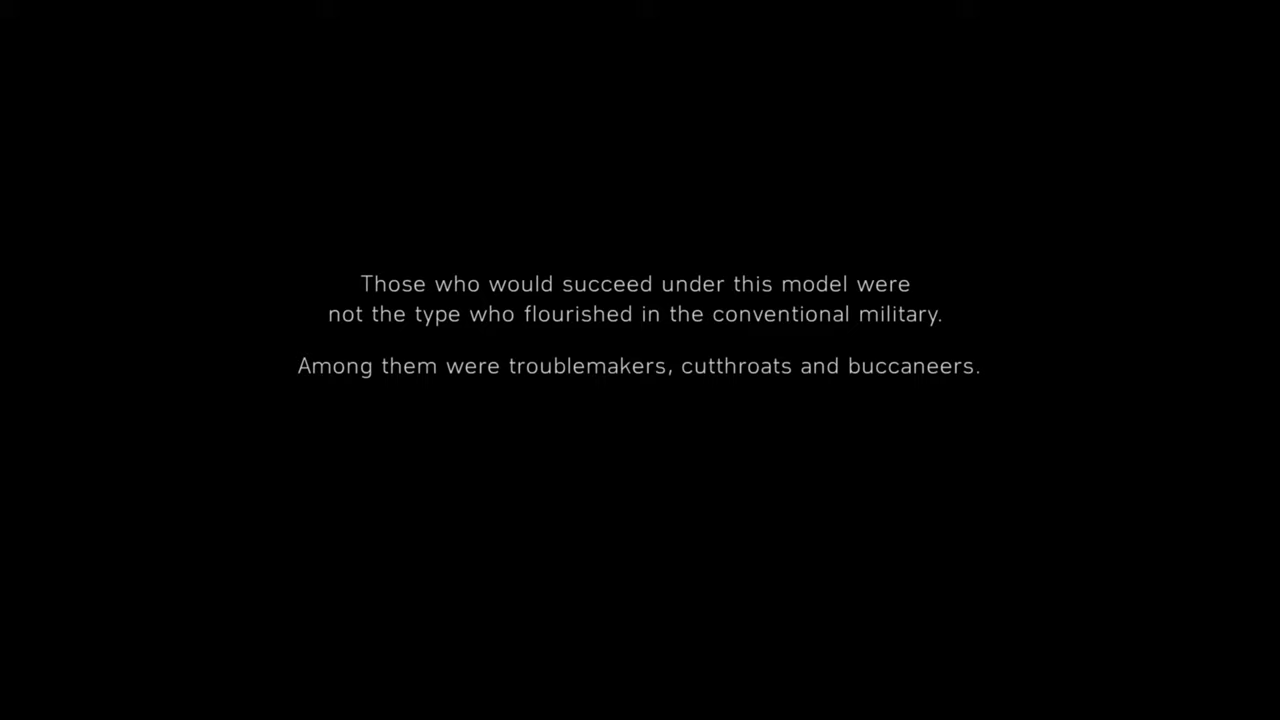 Those who would succeed under this model were
not the type who flourished in the conventional military.
Among them were troublemakers, cutthroats and buccaneers.